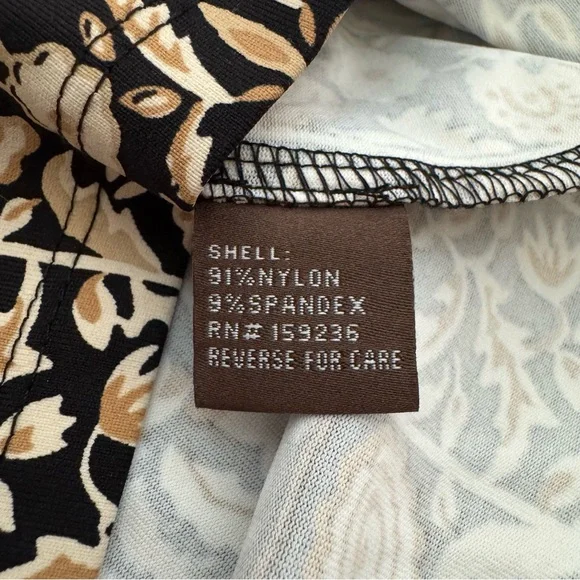 SHELL:
91%NYLON
9%SPANDEX
RN# 159236
REVERSE FOR CARE